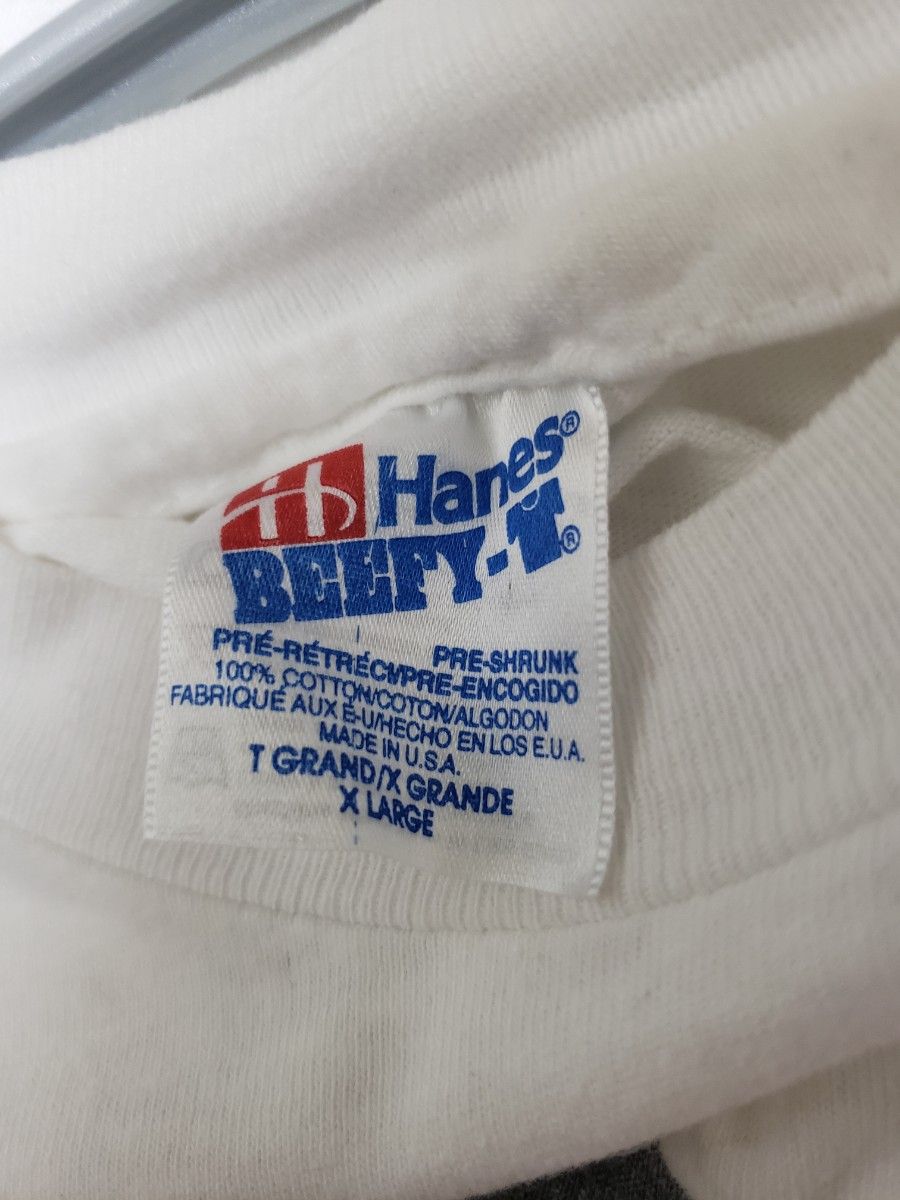 Hanes®
BEEFY-T®
PRE-SHRUNK
PRÉ-RÉTRÉCI/PRE-ENCOGIDO
100% COTTON/COTON/ALGODON
FABRIQUÉ AUX É-U/HECHO EN LOS E.U.A.
MADE IN U.S.A.
T GRAND/X GRANDE
X LARGE